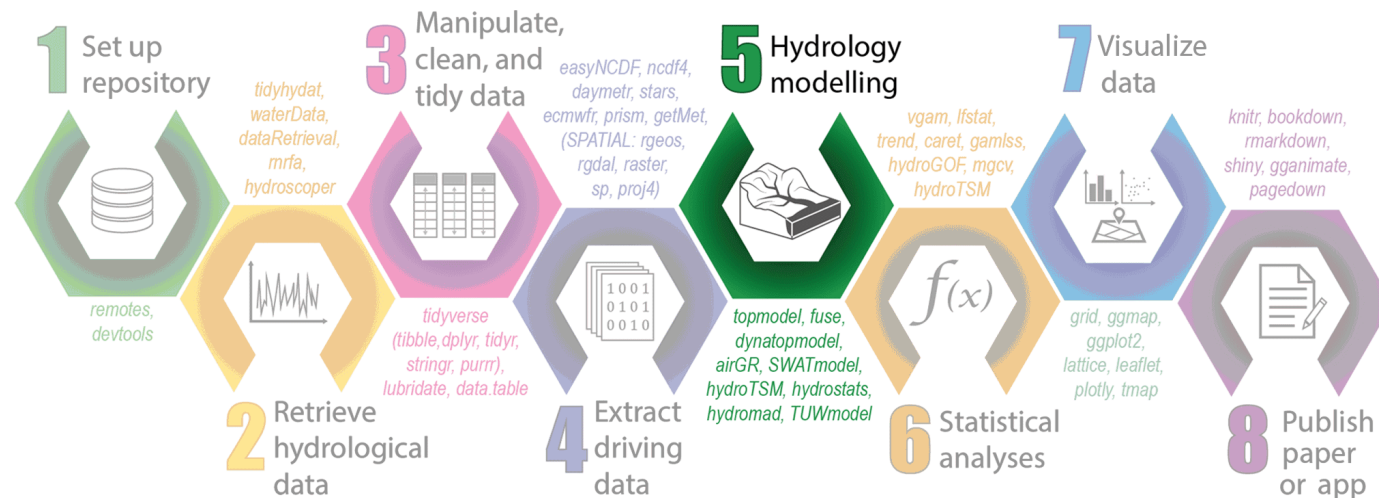 1 Set up
repository
remotes,
devtools
tidyhydat,
waterData,
dataRetrieval,
rnrfa,
hydroscoper
2 Retrieve
hydrological
data
3 Manipulate,
clean, and
tidy data
tidyverse
(tibble,dplyr, tidyr,
stringr, purrr),
lubridate, data.table
easyNCDF, ncdf4,
daymetr, stars,
ecmwfr, prism, getMet,
(SPATIAL: rgeos,
rgdal, raster,
sp, proj4)
1001
0101
0010
4 Extract
driving
data
5 Hydrology
modelling
topmodel, fuse,
dynatopmodel,
airGR, SWATmodel,
hydroTSM, hydrostats,
hydromad, TUWmodel
vgam, lfstat,
trend, caret, gamlss,
hydroGOF, mgcv,
hydroTSM
f(x)
6 Statistical
analyses
7 Visualize
data
grid, ggmap,
ggplot2,
lattice, leaflet,
plotly, tmap
knitr, bookdown,
rmarkdown,
shiny, gganimate,
pagedown
8 Publish
paper
or app